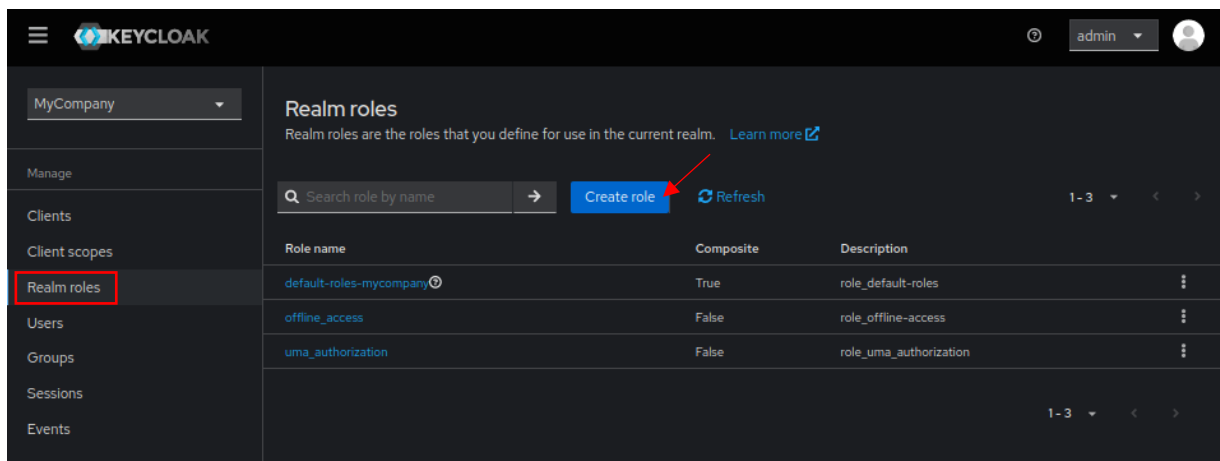 KEYCLOAK
admin
MyCompany
Manage
Clients
Client scopes
Realm roles
Users
Groups
Sessions
Events
Realm roles
Realm roles are the roles that you define for use in the current realm. Learn more
Search role by name Create role Refresh 1 - 3
Role name Composite Description
default-roles-mycompany True role_default-roles
offline_access False role_offline-access
uma_authorization False role_uma_authorization
1 - 3